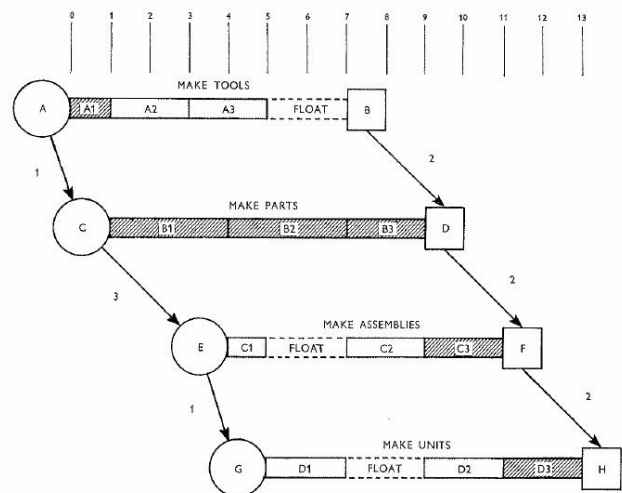 0 1 2 3 4 5 6 7 8 9 10 11 12 13
MAKE TOOLS
A A1 A2 A3 FLOAT B
1 2
MAKE PARTS
C B1 B2 B3 D
3 2
MAKE ASSEMBLIES
E C1 FLOAT C2 C3 F
1 2
MAKE UNITS
G D1 FLOAT D2 D3 H